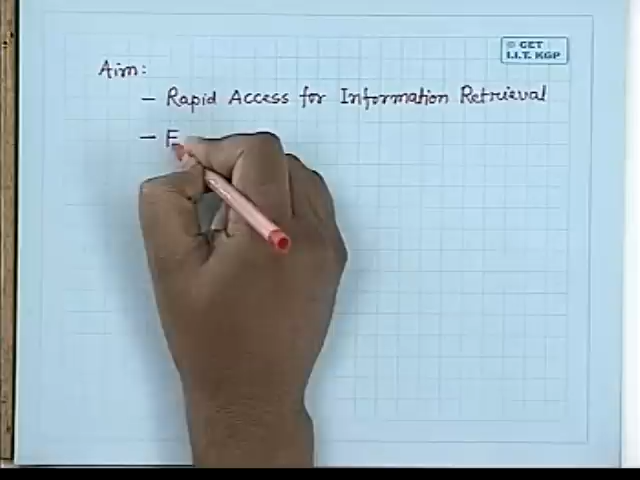 © CET
I.I.T. KGP
Aim:
– Rapid Access for Information Retrieval
– E